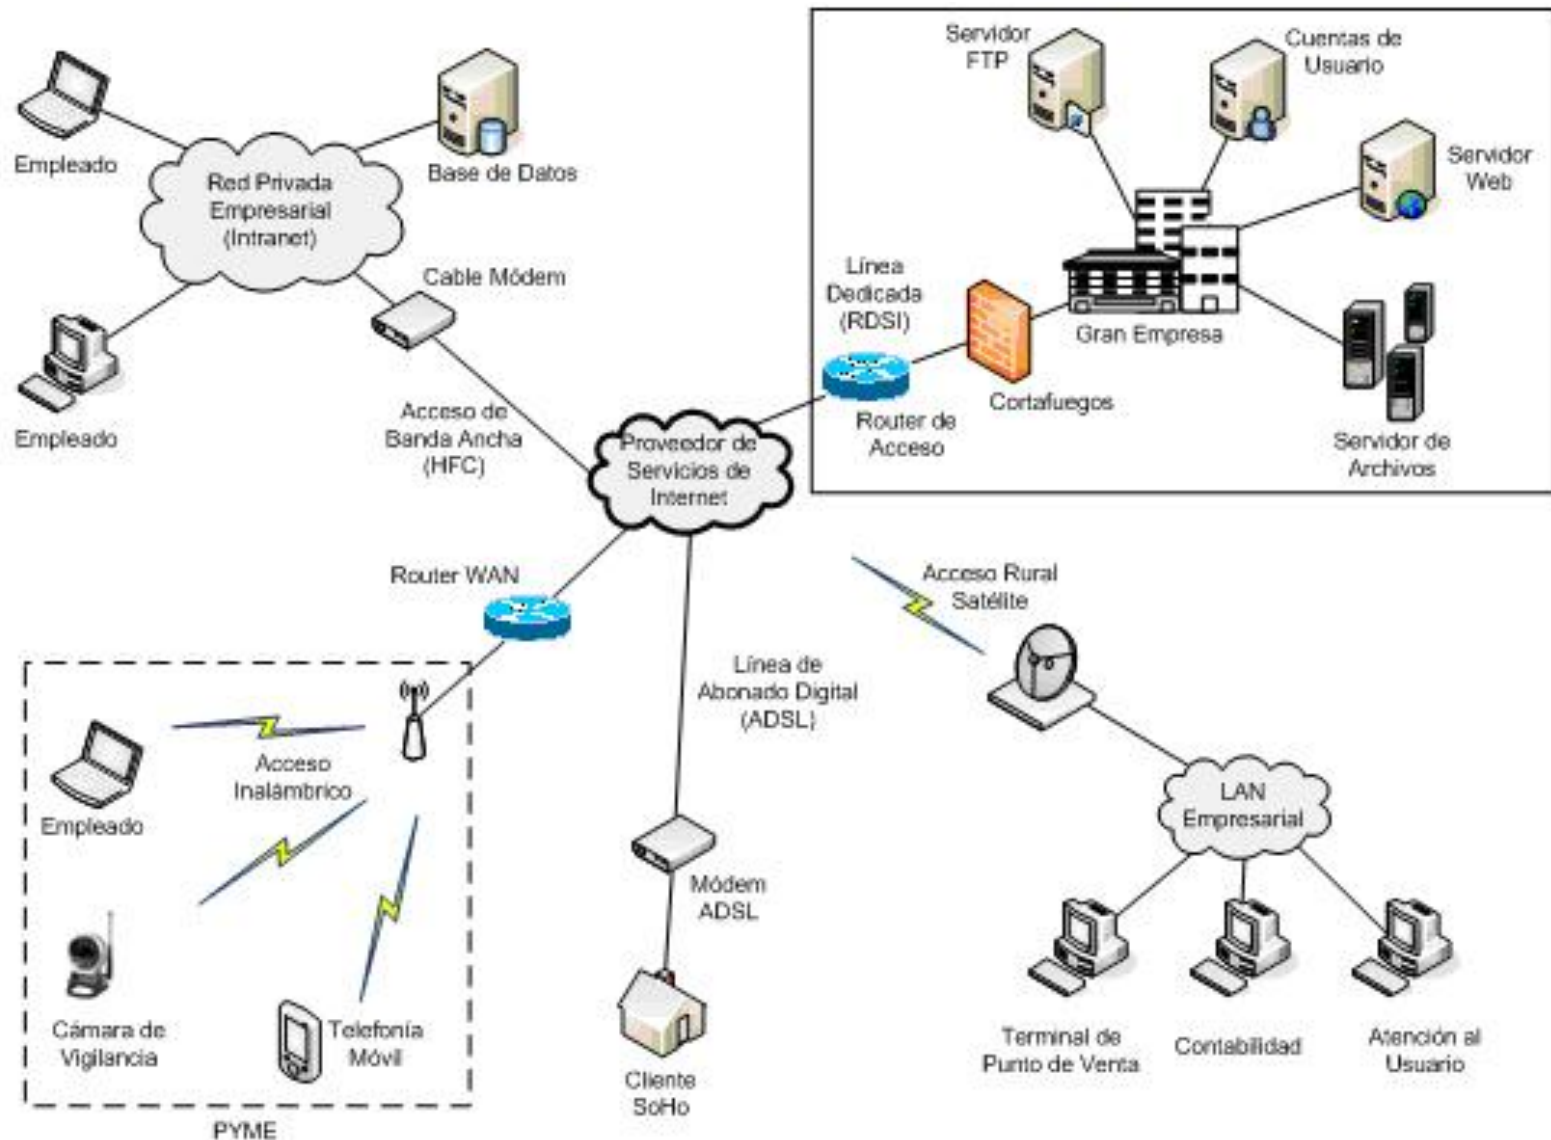 Servidor
FTP
Cuentas de
Usuario
Servidor
Web
Empleado
Base de Datos
Red Privada
Empresarial
(Intranet)
Cable Módem
Línea
Dedicada
(RDSI)
Gran Empresa
Cortafuegos
Router de
Acceso
Servidor de
Archivos
Empleado
Acceso de
Banda Ancha
(HFC)
Proveedor de
Servicios de
Internet
Router WAN
Acceso Rural
Satélite
Línea de
Abonado Digital
(ADSL)
Acceso
Inalámbrico
Empleado
LAN
Empresarial
Módem
ADSL
Cámara de
Vigilancia
Telefonía
Móvil
Cliente
SoHo
Terminal de
Punto de Venta
Contabilidad
Atención al
Usuario
PYME